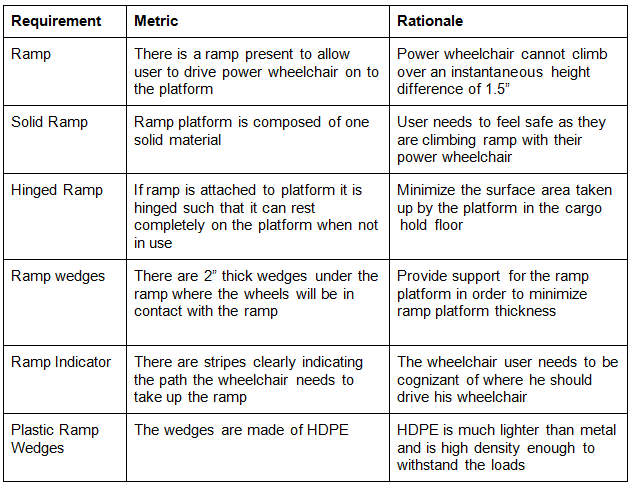 Requirement Metric Rationale
Ramp There is a ramp present to allow Power wheelchair cannot climb
user to drive power wheelchair on to over an instantaneous height
the platform difference of 1.5”
Solid Ramp Ramp platform is composed of one User needs to feel safe as they
solid material are climbing ramp with their
power wheelchair
Hinged Ramp If ramp is attached to platform it is Minimize the surface area taken
hinged such that it can rest up by the platform in the cargo
completely on the platform when not hold floor
in use
Ramp wedges There are 2” thick wedges under the Provide support for the ramp
ramp where the wheels will be in platform in order to minimize
contact with the ramp ramp platform thickness
Ramp Indicator There are stripes clearly indicating The wheelchair user needs to be
the path the wheelchair needs to cognizant of where he should
take up the ramp drive his wheelchair
Plastic Ramp The wedges are made of HDPE HDPE is much lighter than metal
Wedges and is high density enough to
withstand the loads